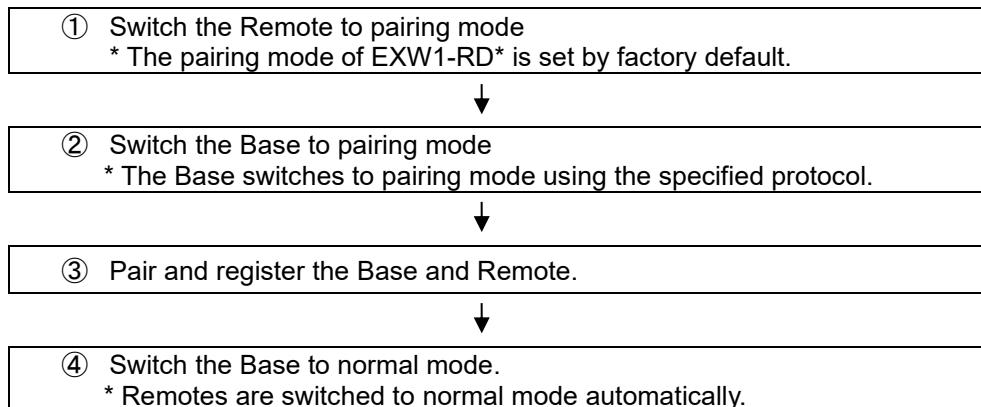 ① Switch the Remote to pairing mode
* The pairing mode of EXW1-RD* is set by factory default.
② Switch the Base to pairing mode
* The Base switches to pairing mode using the specified protocol.
③ Pair and register the Base and Remote.
④ Switch the Base to normal mode.
* Remotes are switched to normal mode automatically.